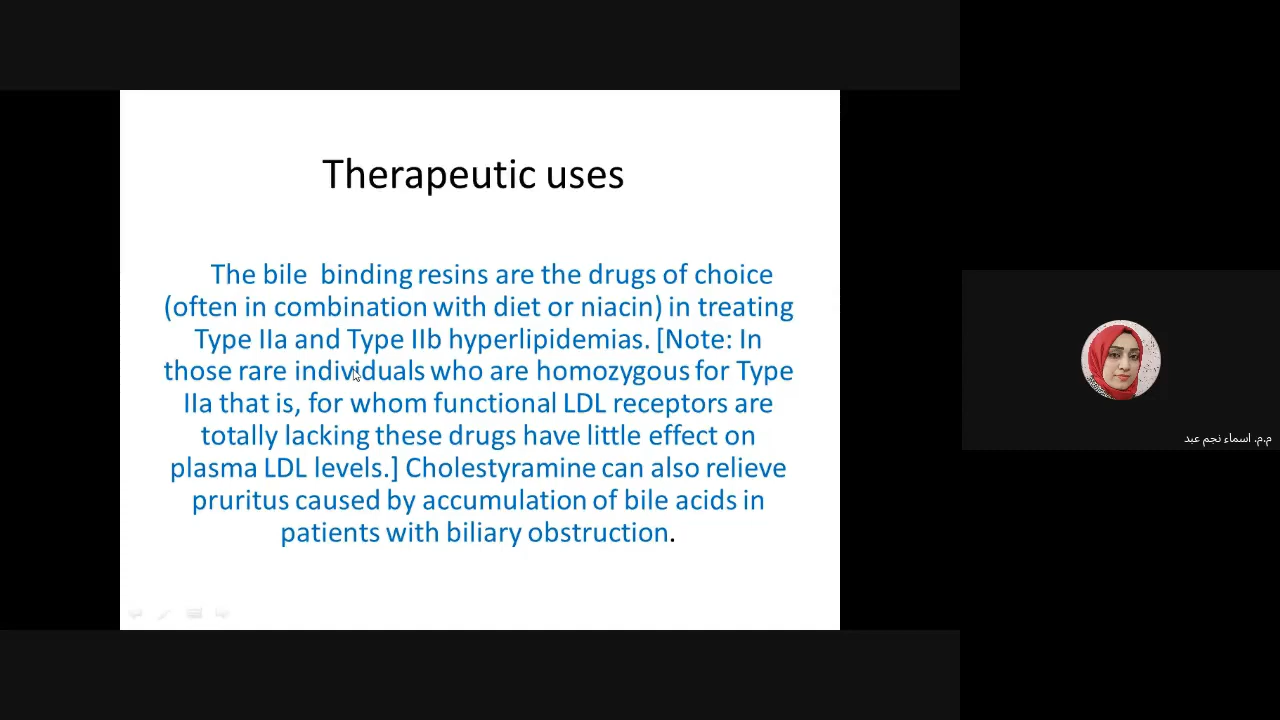 Therapeutic uses
The bile binding resins are the drugs of choice
(often in combination with diet or niacin) in treating
Type IIa and Type IIb hyperlipidemias. [Note: In
those rare individuals who are homozygous for Type
IIa that is, for whom functional LDL receptors are
totally lacking these drugs have little effect on
plasma LDL levels.] Cholestyramine can also relieve
pruritus caused by accumulation of bile acids in
patients with biliary obstruction.
م.م. اسماء نجم عبد